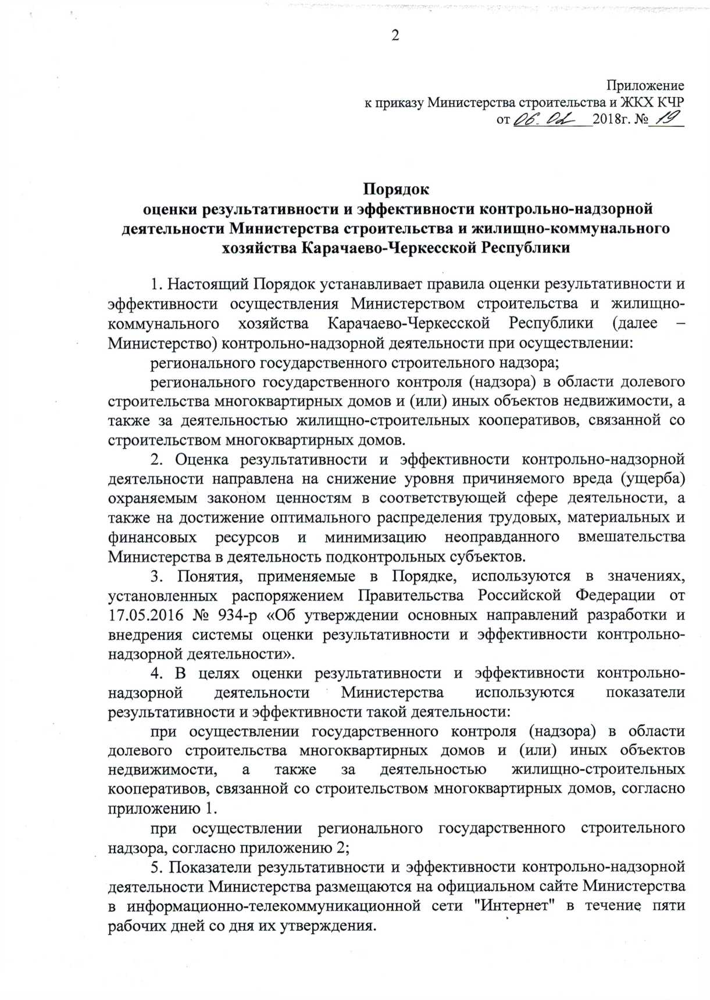 2
Приложение
к приказу Министерства строительства и ЖКХ КЧР
от 06.02 2018г. № 19
Порядок
оценки результативности и эффективности контрольно-надзорной
деятельности Министерства строительства и жилищно-коммунального
хозяйства Карачаево-Черкесской Республики
1. Настоящий Порядок устанавливает правила оценки результативности и
эффективности осуществления Министерством строительства и жилищно-
коммунального хозяйства Карачаево-Черкесской Республики (далее –
Министерство) контрольно-надзорной деятельности при осуществлении:
регионального государственного строительного надзора;
регионального государственного контроля (надзора) в области долевого
строительства многоквартирных домов и (или) иных объектов недвижимости, а
также за деятельностью жилищно-строительных кооперативов, связанной со
строительством многоквартирных домов.
2. Оценка результативности и эффективности контрольно-надзорной
деятельности направлена на снижение уровня причиняемого вреда (ущерба)
охраняемым законом ценностям в соответствующей сфере деятельности, а
также на достижение оптимального распределения трудовых, материальных и
финансовых ресурсов и минимизацию неоправданного вмешательства
Министерства в деятельность подконтрольных субъектов.
3. Понятия, применяемые в Порядке, используются в значениях,
установленных распоряжением Правительства Российской Федерации от
17.05.2016 № 934-р «Об утверждении основных направлений разработки и
внедрения системы оценки результативности и эффективности контрольно-
надзорной деятельности».
4. В целях оценки результативности и эффективности контрольно-
надзорной деятельности Министерства используются показатели
результативности и эффективности такой деятельности:
при осуществлении государственного контроля (надзора) в области
долевого строительства многоквартирных домов и (или) иных объектов
недвижимости, а также за деятельностью жилищно-строительных
кооперативов, связанной со строительством многоквартирных домов, согласно
приложению 1.
при осуществлении регионального государственного строительного
надзора, согласно приложению 2;
5. Показатели результативности и эффективности контрольно-надзорной
деятельности Министерства размещаются на официальном сайте Министерства
в информационно-телекоммуникационной сети "Интернет" в течение пяти
рабочих дней со дня их утверждения.